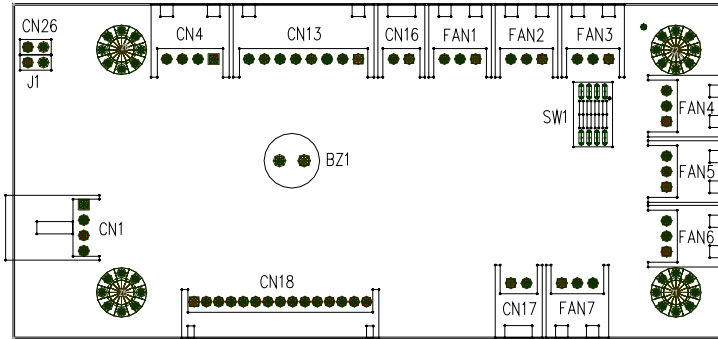 CN26
CN4
CN13
CN16
FAN1
FAN2
FAN3
J1
FAN4
SW1
BZ1
FAN5
CN1
FAN6
CN18
CN17
FAN7